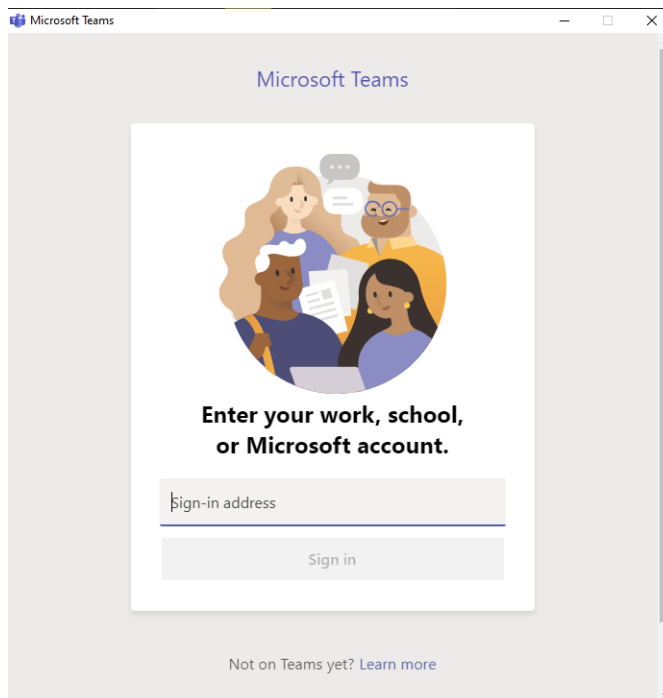 Microsoft Teams
Microsoft Teams
Enter your work, school,
or Microsoft account.
Sign-in address
Sign in
Not on Teams yet? Learn more